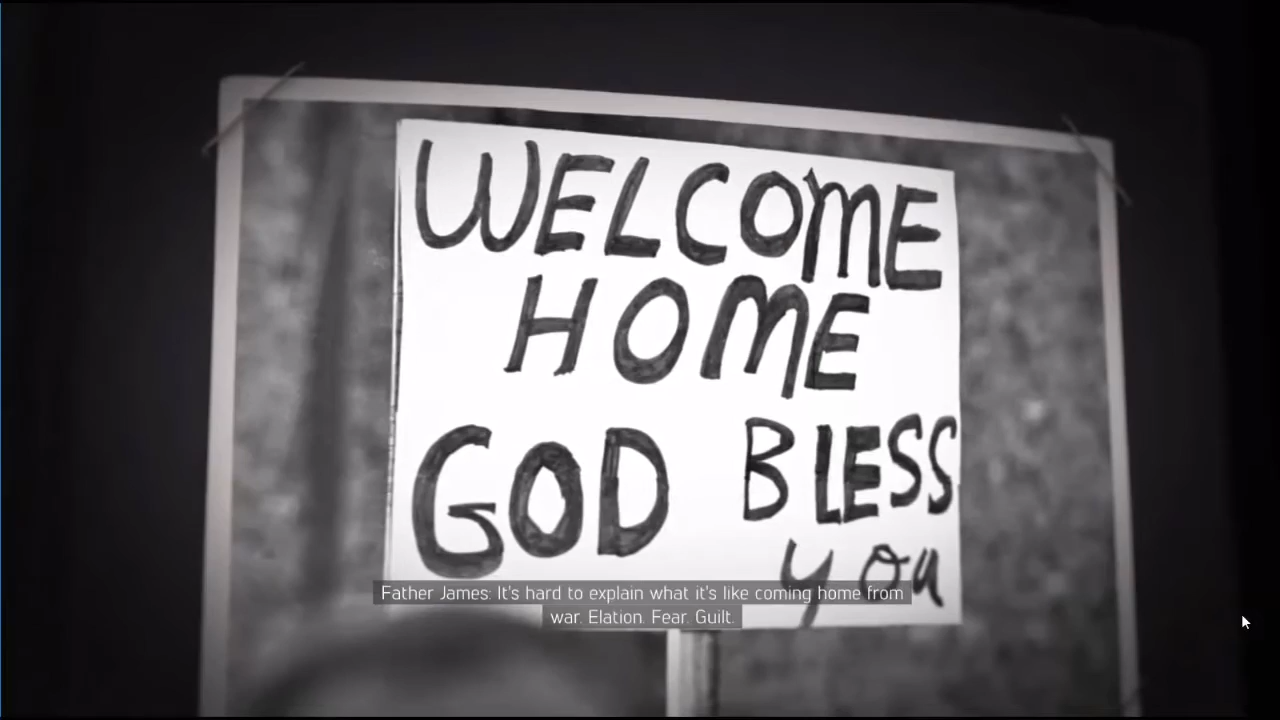 WELCOME
HOME
GOD BLESS
you
Father James: It's hard to explain what it's like coming home from
war. Elation. Fear. Guilt.